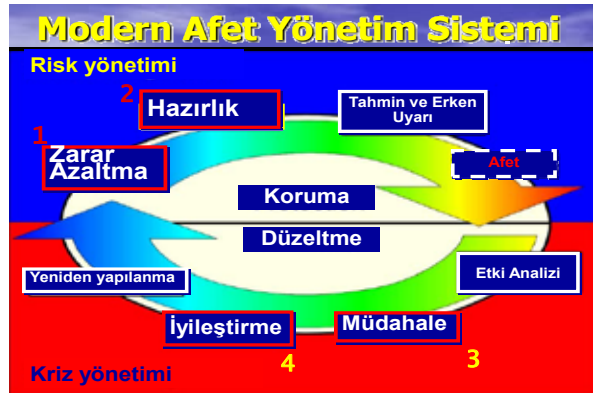 Modern Afet Yönetim Sistemi
Risk yönetimi
2
Hazırlık
Tahmin ve Erken
Uyarı
1
Zarar
Azaltma
Afet
Koruma
Düzeltme
Yeniden yapılanma
Etki Analizi
İyileştirme
Müdahale
4
3
Kriz yönetimi